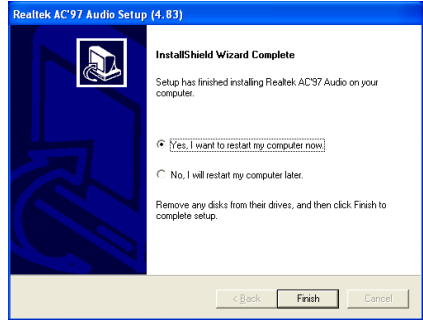 Realtek AC'97 Audio Setup (4.83)
InstallShield Wizard Complete
Setup has finished installing Realtek AC'97 Audio on your
computer.
Yes, I want to restart my computer now.
No, I will restart my computer later.
Remove any disks from their drives, and then click Finish to
complete setup.
< Back Finish Cancel